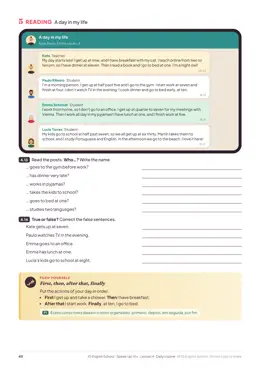 5 READING A day in my life
A day in my life
Kate Teacher
My day starts late! I get up at nine, and I have breakfast with my cat. I teach online from two to
ten pm, so I have dinner at eleven. Then I read a book and I go to bed at one. I'm a night owl!
Paulo Ribeiro Student
I'm a morning person. I get up at half past five and I go to the gym. I start work at seven and
finish at four. I don't watch TV in the evening. I cook dinner and go to bed early, at ten.
Emma Student
I work from home, so I don't go to an office. I get up at quarter to seven for my meetings with
Vienna. Then I work all day in pyjamas! I have lunch at one, and I finish work at five.
Lucia Torres Student
My kids go to school at half past seven, so we all get up at six thirty. Martin takes them to
school, and I study Portuguese and English. In the afternoon we go to the beach. I love it here!
4.15 Read the posts. Who...? Write the name.
... goes to the gym before work?
... has dinner very late?
... works in pyjamas?
... takes the kids to school?
... goes to bed at one?
... studies two languages?
4.16 True or false? Correct the false sentences.
Kate gets up at seven.
Paulo watches TV in the evening.
Emma goes to an office.
Emma has lunch at one.
Lucia's kids go to school at eight.
PUSH YOURSELF
First, then, after that, finally
Put the actions of your day in order:
• First I get up and take a shower. Then I have breakfast.
• After that I start work. Finally, at ten, I go to bed.